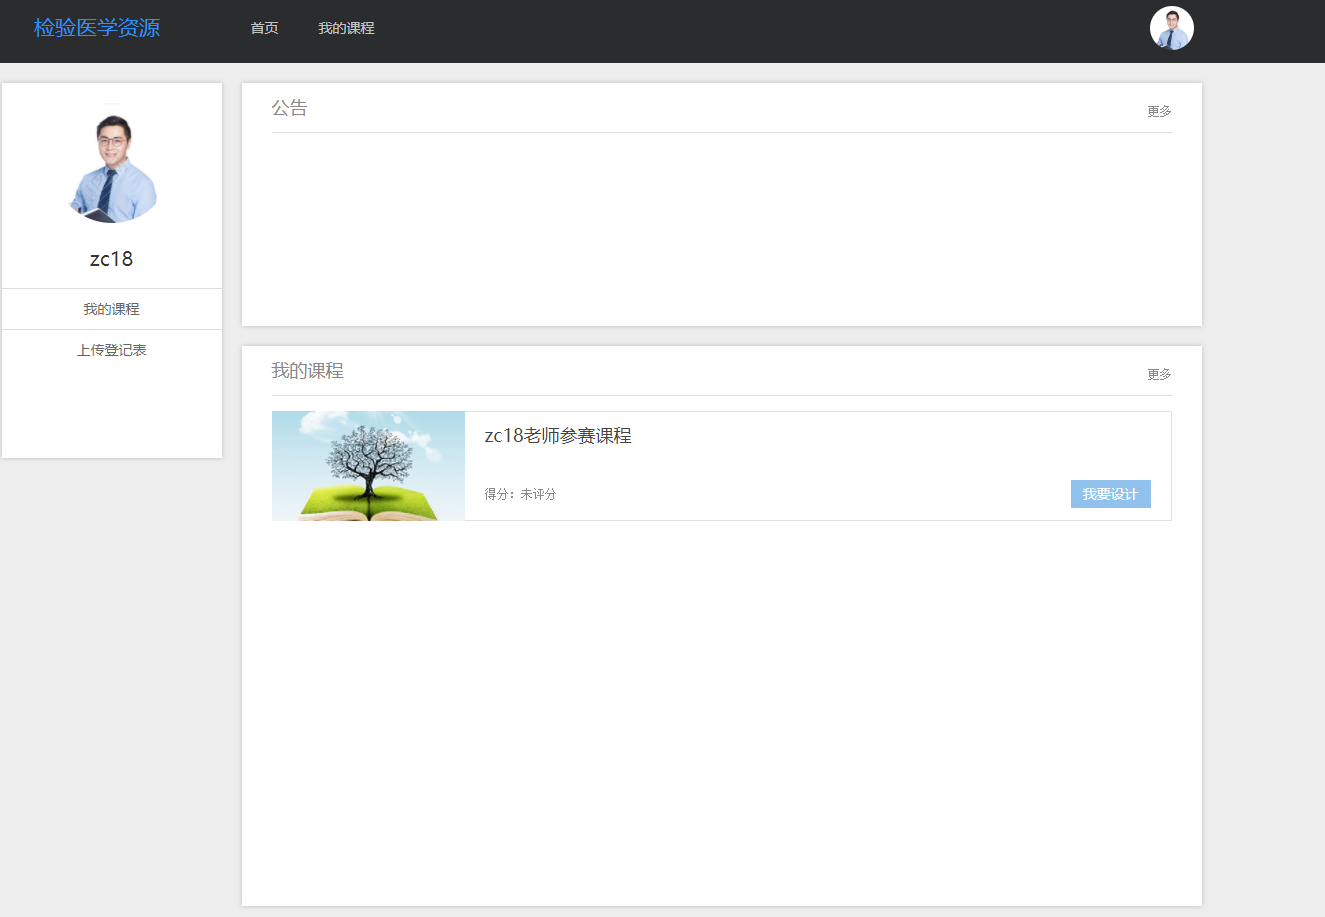 检验医学资源
首页
我的课程
zc18
我的课程
上传登记表
公告
更多
我的课程
更多
zc18老师参赛课程
得分：未评分
我要设计